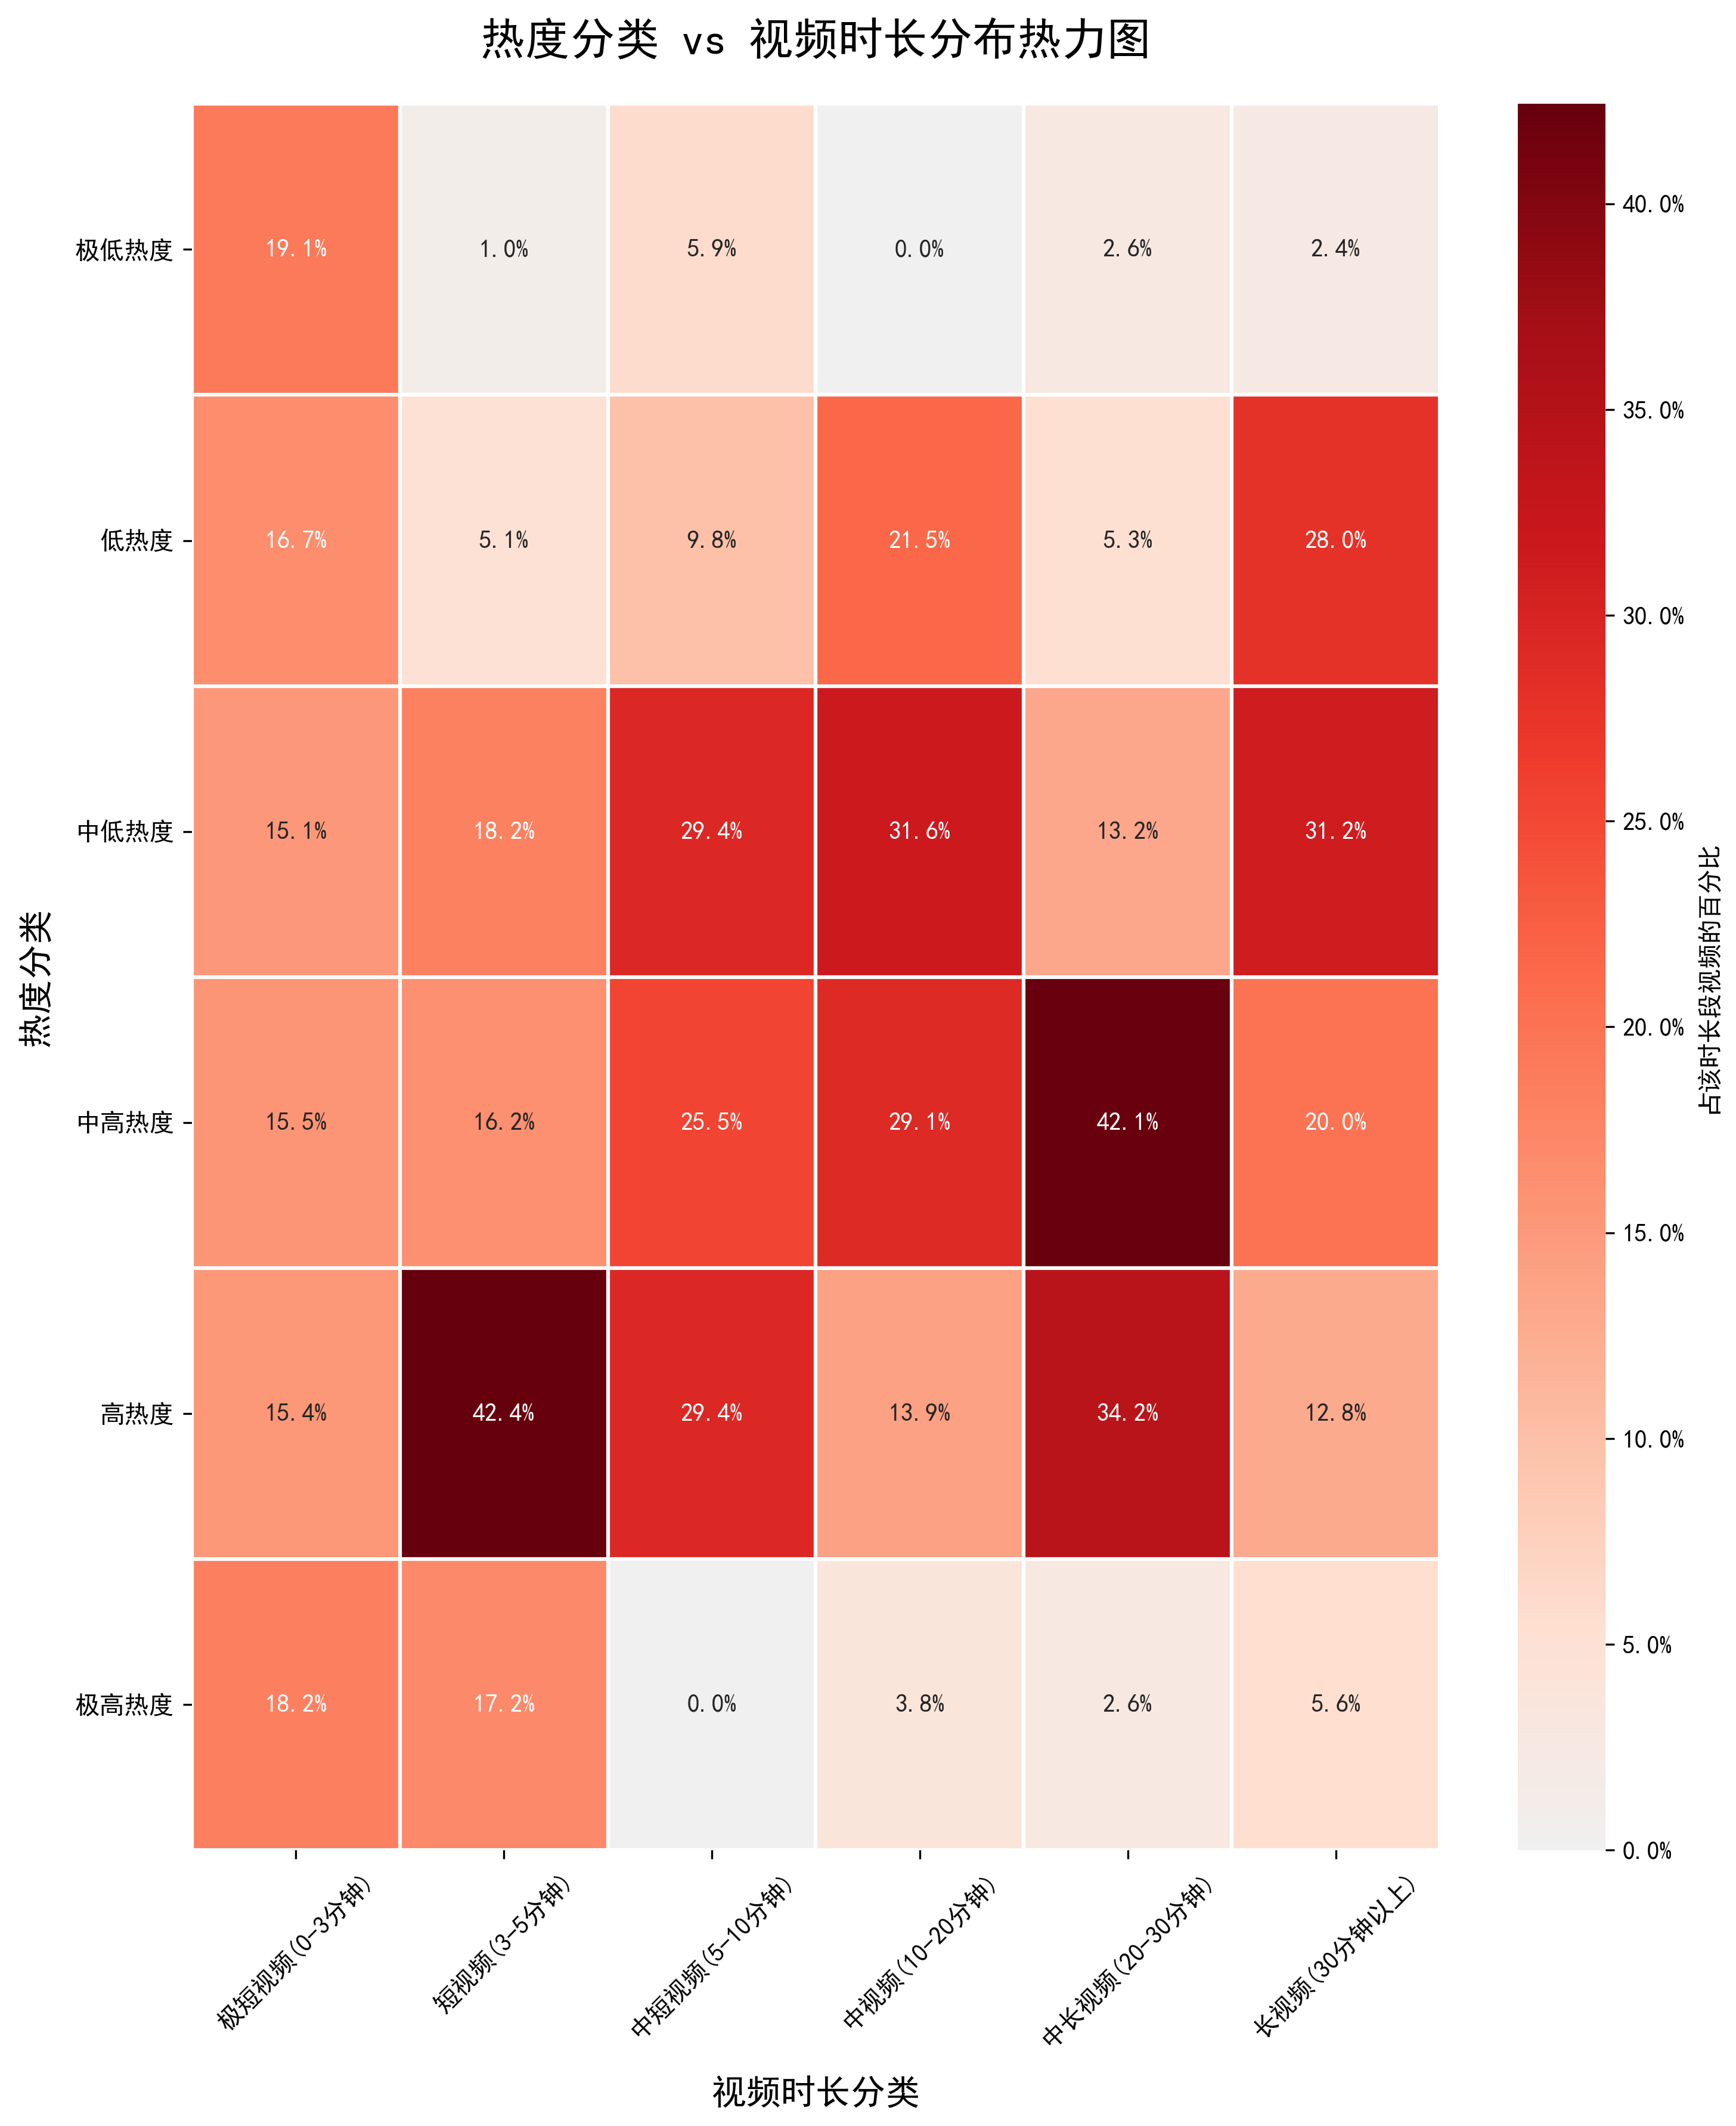 热度分类 vs 视频时长分布热力图
极低热度 19.1% 1.0% 5.9% 0.0% 2.6% 2.4%
低热度 16.7% 5.1% 9.8% 21.5% 5.3% 28.0%
中低热度 15.1% 18.2% 29.4% 31.6% 13.2% 31.2%
中高热度 15.5% 16.2% 25.5% 29.1% 42.1% 20.0%
高热度 15.4% 42.4% 29.4% 13.9% 34.2% 12.8%
极高热度 18.2% 17.2% 0.0% 3.8% 2.6% 5.6%
热度分类
极短视频(0-3分钟)
短视频(3-5分钟)
中短视频(5-10分钟)
中视频(10-20分钟)
中长视频(20-30分钟)
长视频(30分钟以上)
视频时长分类
40.0%
35.0%
30.0%
25.0%
20.0%
15.0%
10.0%
5.0%
0.0%
占该时长段视频的百分比